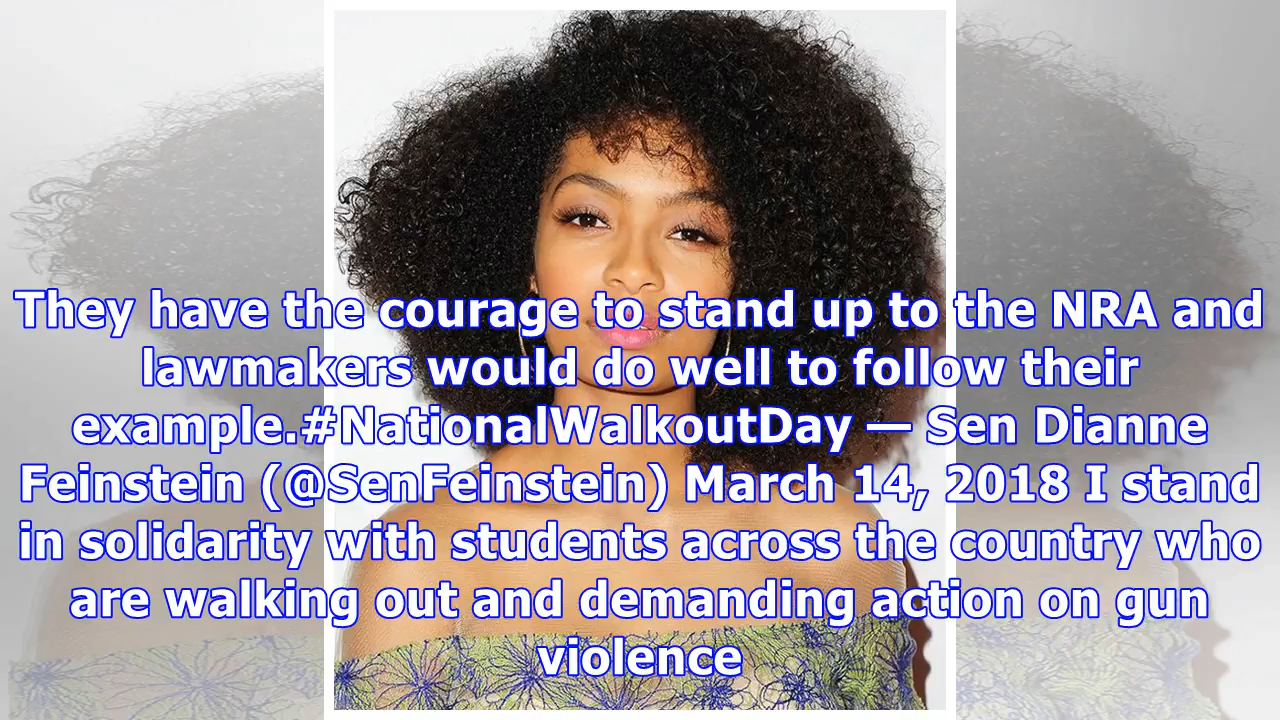 They have the courage to stand up to the NRA and
lawmakers would do well to follow their
example.#NationalWalkoutDay — Sen Dianne
Feinstein (@SenFeinstein) March 14, 2018 I stand
in solidarity with students across the country who
are walking out and demanding action on gun
violence